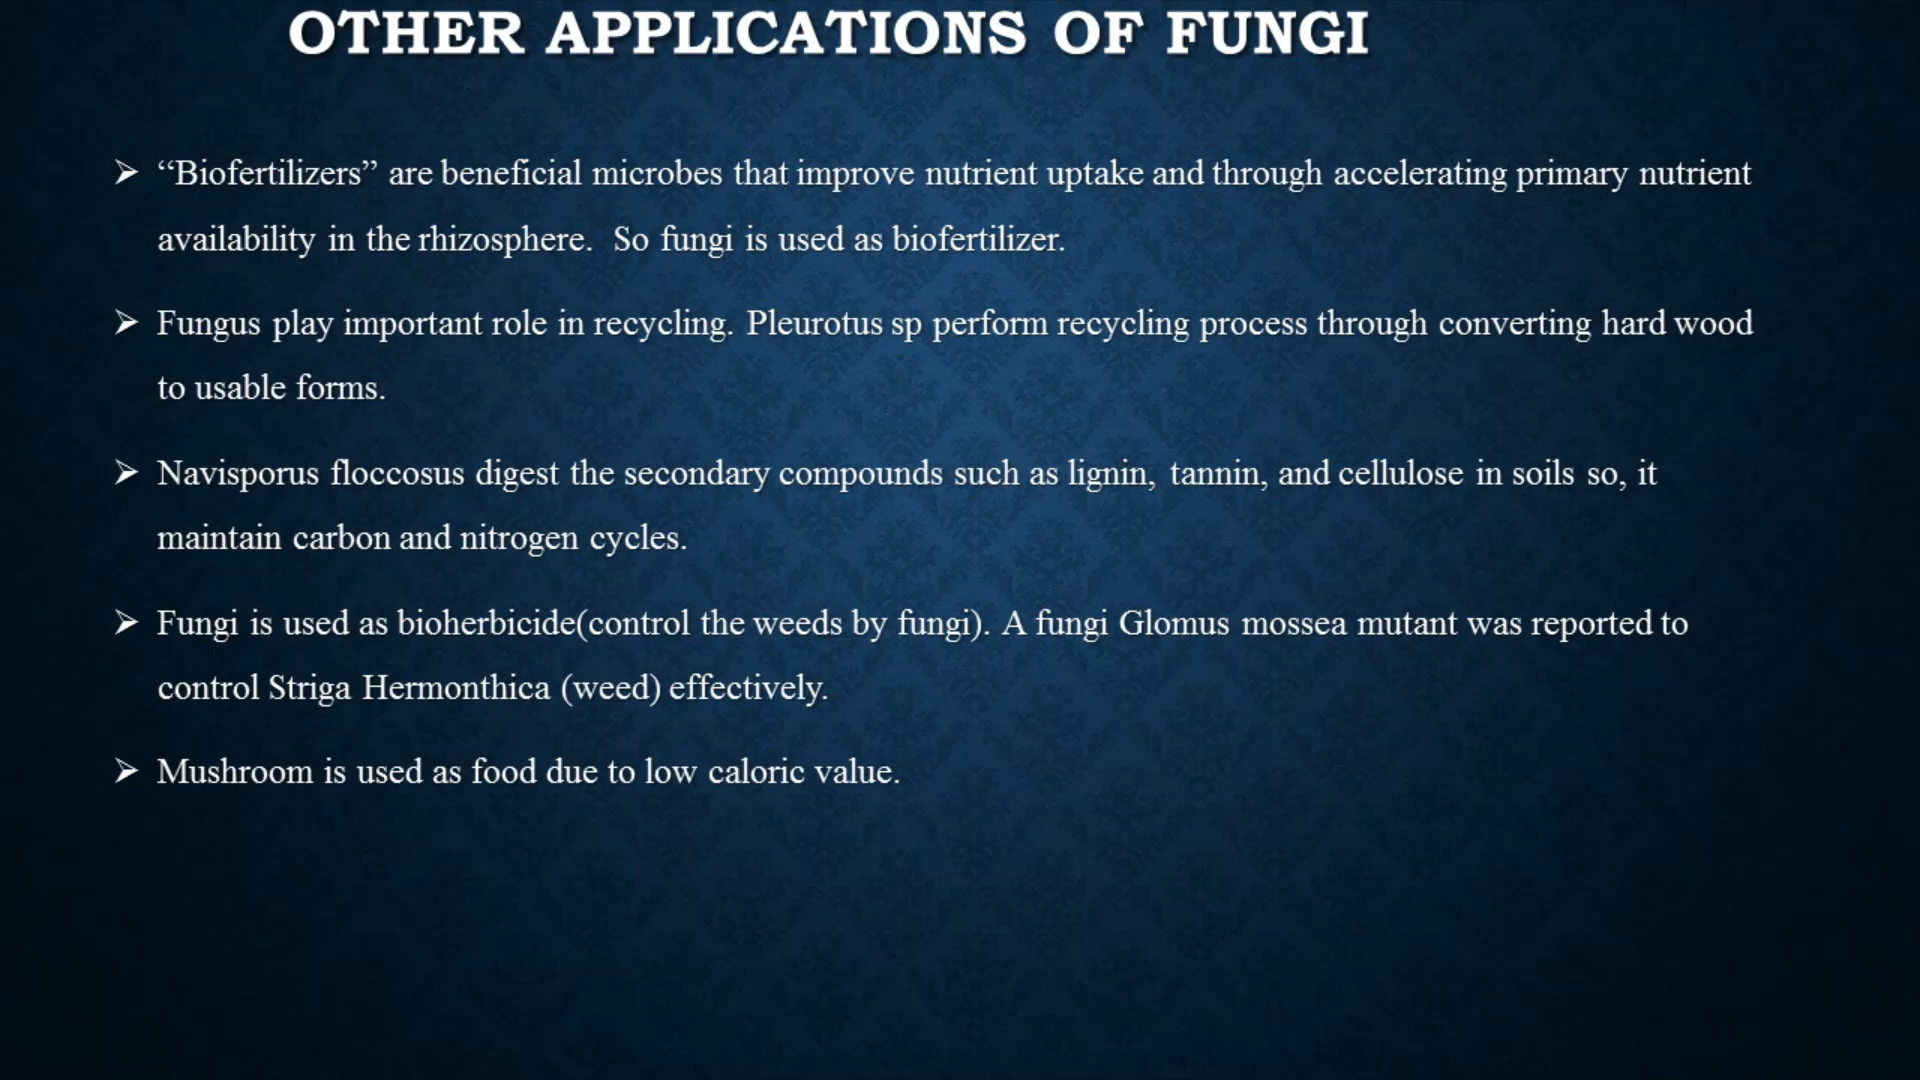 OTHER APPLICATIONS OF FUNGI
➢ “Biofertilizers” are beneficial microbes that improve nutrient uptake and through accelerating primary nutrient
availability in the rhizosphere. So fungi is used as biofertilizer.
➢ Fungus play important role in recycling. Pleurotus sp perform recycling process through converting hard wood
to usable forms.
➢ Navisporus floccosus digest the secondary compounds such as lignin, tannin, and cellulose in soils so, it
maintain carbon and nitrogen cycles.
➢ Fungi is used as bioherbicide(control the weeds by fungi). A fungi Glomus mossea mutant was reported to
control Striga Hermonthica (weed) effectively.
➢ Mushroom is used as food due to low caloric value.